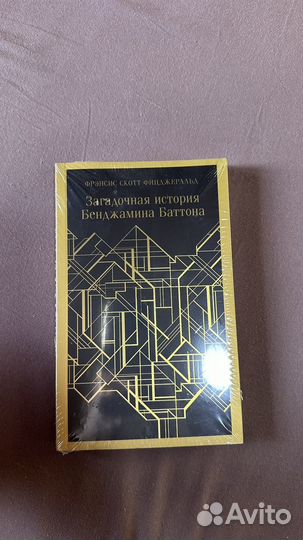 ФРЭНСИС СКОТТ ФИЦДЖЕРАЛЬД
Загадочная история
Бенджамина Баттона
Avito